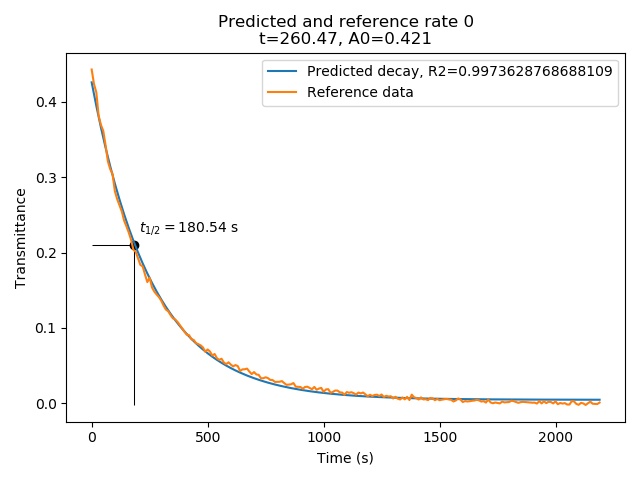 Predicted and reference rate 0
t=260.47, A0=0.421
Predicted decay, R2=0.9973628768688109
Reference data
t1/2 = 180.54 s
Transmittance
0.4
0.3
0.2
0.1
0.0
0
500
1000
1500
2000
Time (s)